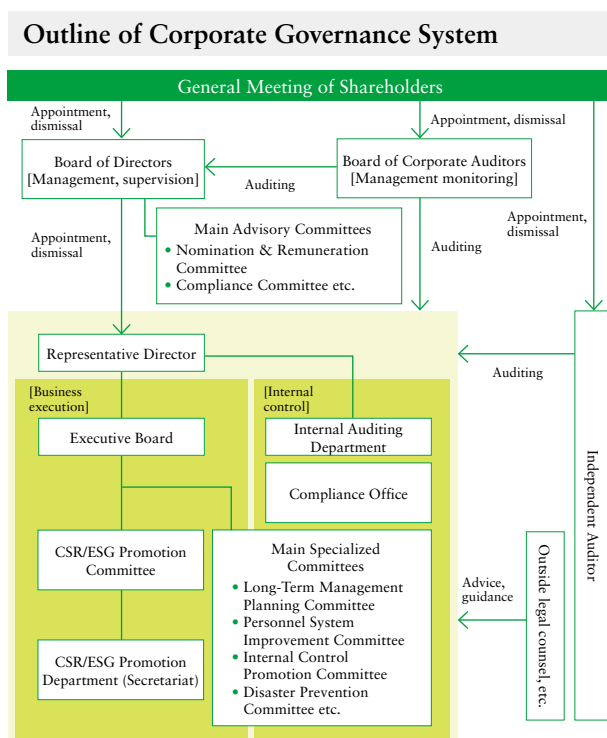 Outline of Corporate Governance System
General Meeting of Shareholders
Appointment,
dismissal
Appointment, dismissal
Board of Directors
[Management, supervision]
Auditing
Board of Corporate Auditors
[Management monitoring]
Appointment,
dismissal
Appointment,
dismissal
Main Advisory Committees
• Nomination & Remuneration
Committee
• Compliance Committee etc.
Auditing
Representative Director
Auditing
[Business
execution]
[Internal
control]
Executive Board
Internal Auditing
Department
Compliance Office
Independent Auditor
CSR/ESG Promotion
Committee
Main Specialized
Committees
• Long-Term Management
Planning Committee
• Personnel System
Improvement Committee
• Internal Control
Promotion Committee
• Disaster Prevention
Committee etc.
Advice,
guidance
Outside legal counsel, etc.
CSR/ESG Promotion
Department (Secretariat)